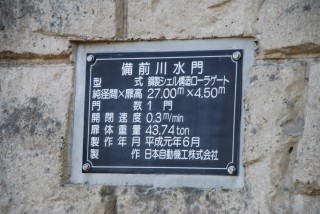 備前川水門
型式 鋼製シェル構造ローラゲート
純径間×扉高 27.00m×4.50m
門数 1門
開閉速度 0.3m/min
扉体重量 43.74ton
製作年月 平成元年6月
製作 日本自動機工株式会社